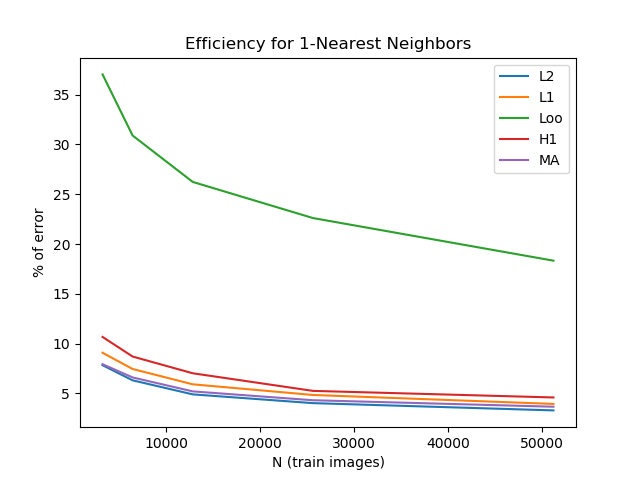 Efficiency for 1-Nearest Neighbors
L2
L1
Loo
H1
MA
% of error
35
30
25
20
15
10
5
10000 20000 30000 40000 50000
N (train images)